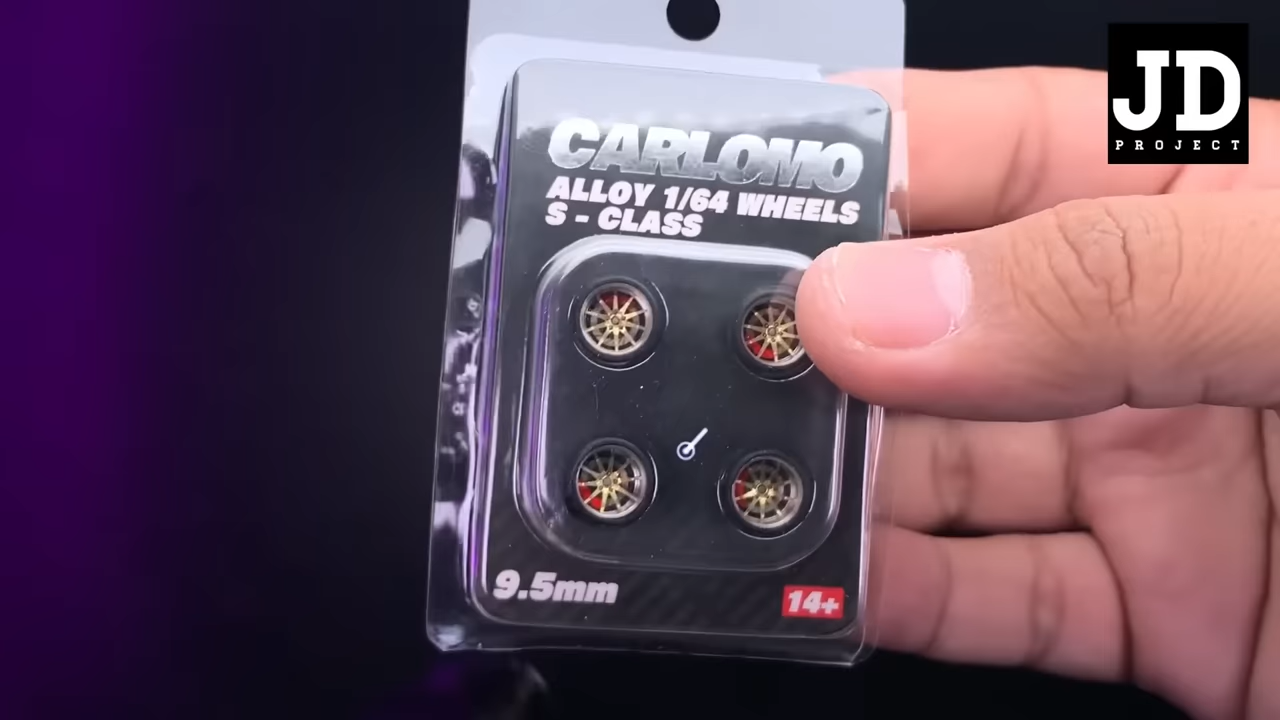 JD
PROJECT
CARLOMO
ALLOY 1/64 WHEELS
S - CLASS
9.5mm
14+